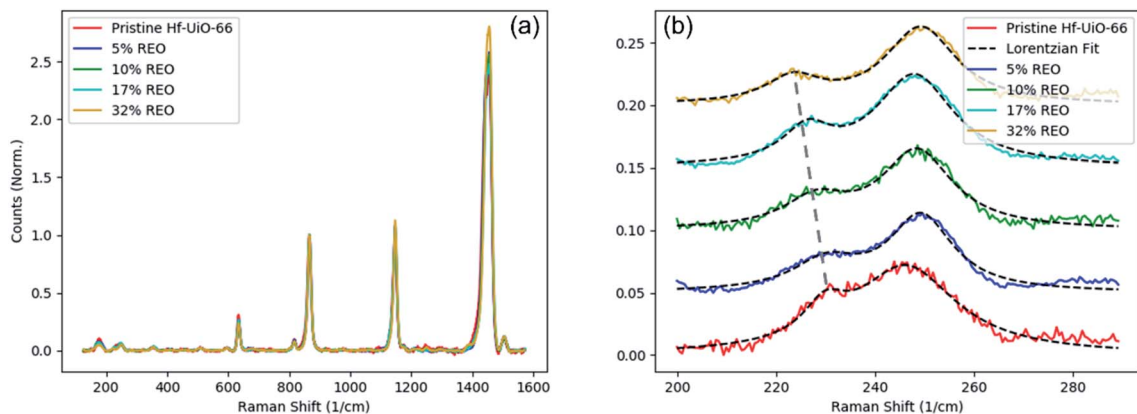 (a)
Pristine Hf-UiO-66
5% REO
10% REO
17% REO
32% REO
Counts (Norm.)
2.5
2.0
1.5
1.0
0.5
0.0
200 400 600 800 1000 1200 1400 1600
Raman Shift (1/cm)
(b)
Pristine Hf-UiO-66
Lorentzian Fit
5% REO
10% REO
17% REO
32% REO
0.25
0.20
0.15
0.10
0.05
0.00
200 220 240 260 280
Raman Shift (1/cm)